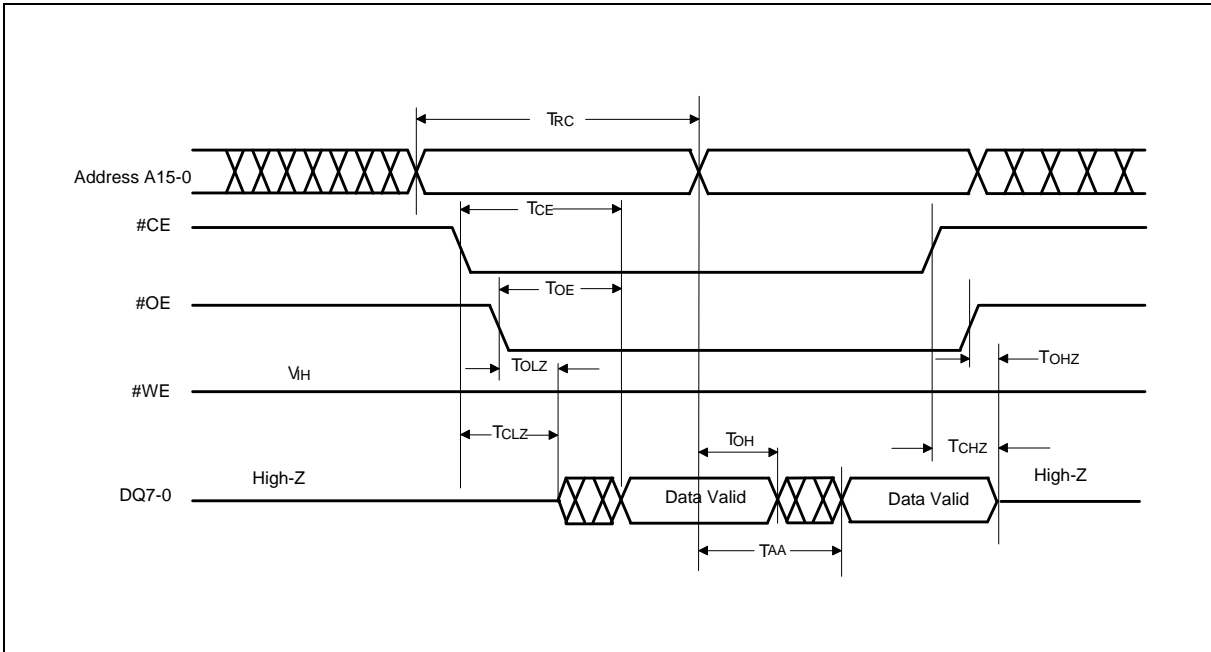 TRC
Address A15-0
TCE
#CE
TOE
#OE
TOLZ
TOHZ
VIH
#WE
TCLZ
TOH
TCHZ
High-Z
High-Z
DQ7-0
Data Valid
Data Valid
TAA